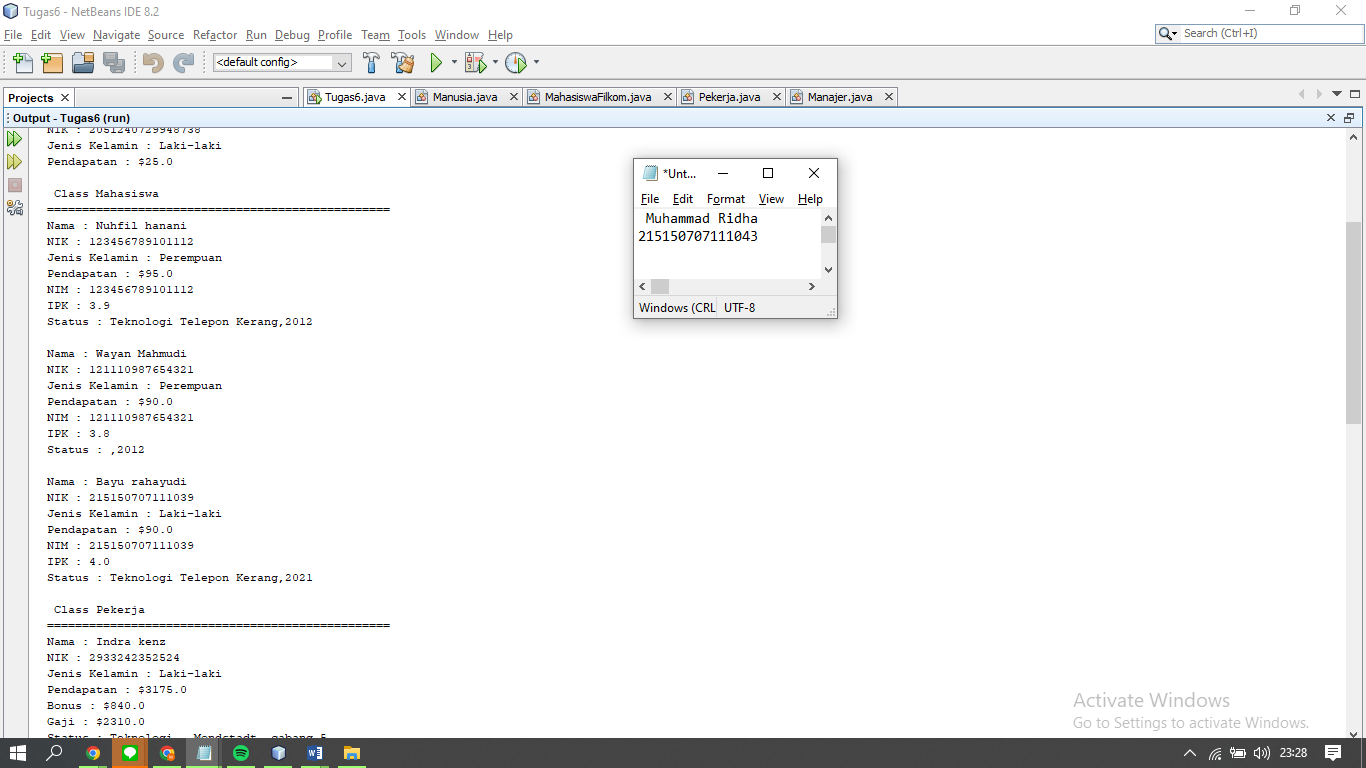 Tugas6 - NetBeans IDE 8.2
File Edit View Navigate Source Refactor Run Debug Profile Team Tools Window Help
Search (Ctrl+I)
<default config>
Projects
Tugas6.java
Manusia.java
MahasiswaFilkom.java
Pekerja.java
Manajer.java
Output - Tugas6 (run)
NIK : 2051240729948738
Jenis Kelamin : Laki-laki
Pendapatan : $25.0
Class Mahasiswa
=================================================
Nama : Nuhfil hanani
NIK : 123456789101112
Jenis Kelamin : Perempuan
Pendapatan : $95.0
NIM : 123456789101112
IPK : 3.9
Status : Teknologi Telepon Kerang,2012
Nama : Wayan Mahmudi
NIK : 121110987654321
Jenis Kelamin : Perempuan
Pendapatan : $90.0
NIM : 121110987654321
IPK : 3.8
Status : ,2012
Nama : Bayu rahayudi
NIK : 215150707111039
Jenis Kelamin : Laki-laki
Pendapatan : $90.0
NIM : 215150707111039
IPK : 4.0
Status : Teknologi Telepon Kerang,2021
Class Pekerja
=================================================
Nama : Indra kenz
NIK : 2933242352524
Jenis Kelamin : Laki-laki
Pendapatan : $3175.0
Bonus : $840.0
Gaji : $2310.0
Status : Teknologi , Mondstadt, cabang 5
*Unt...
File Edit Format View Help
Muhammad Ridha
215150707111043
Windows (CRL UTF-8
Activate Windows
Go to Settings to activate Windows.
23:28